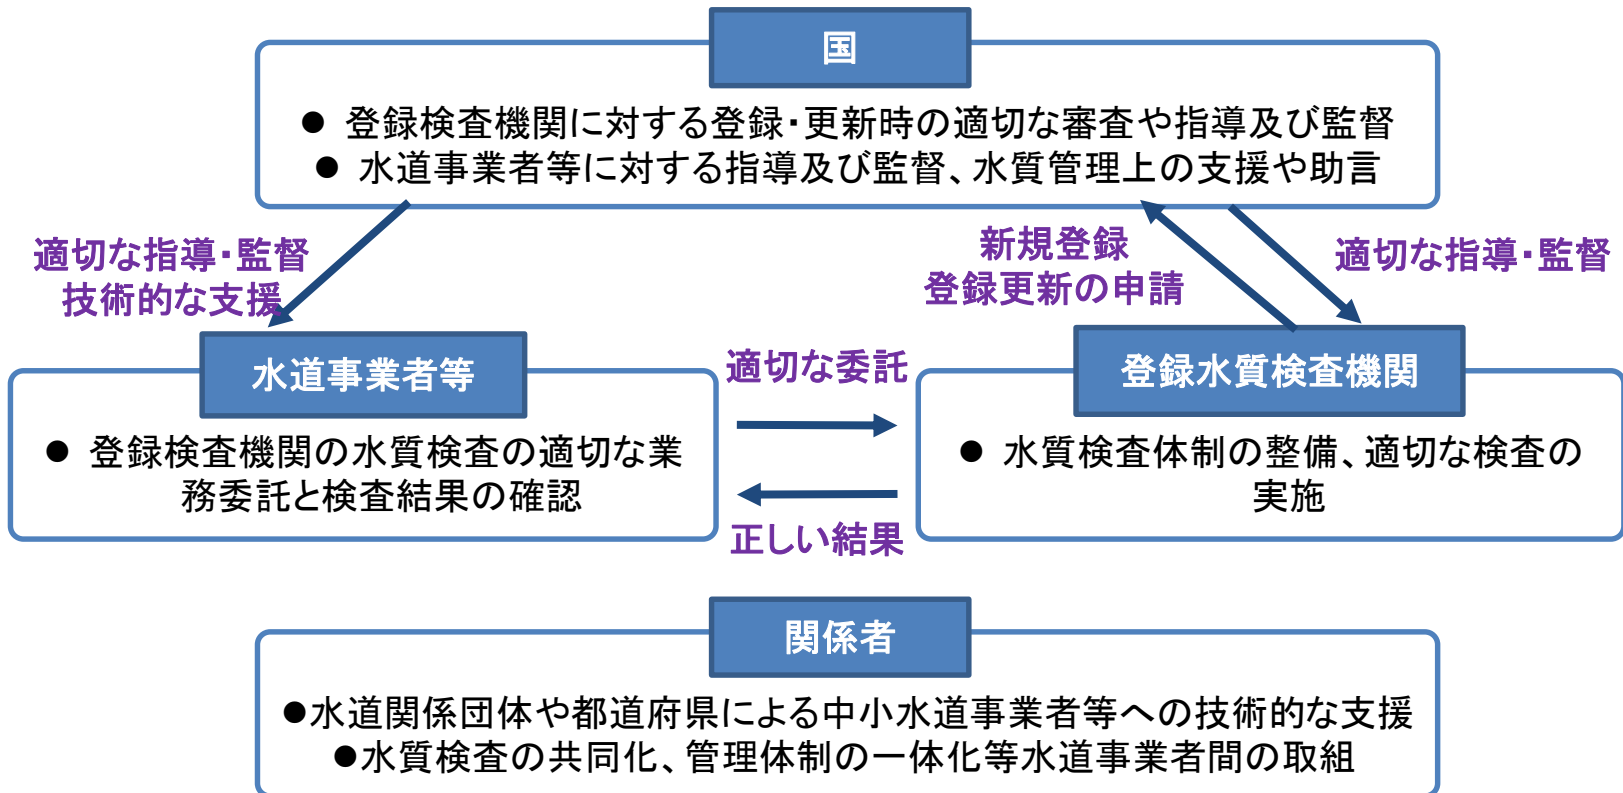 国
● 登録検査機関に対する登録・更新時の適切な審査や指導及び監督
● 水道事業者等に対する指導及び監督、水質管理上の支援や助言
適切な指導・監督
技術的な支援
新規登録
登録更新の申請
適切な指導・監督
水道事業者等
● 登録検査機関の水質検査の適切な業
務委託と検査結果の確認
適切な委託
正しい結果
登録水質検査機関
● 水質検査体制の整備、適切な検査の
実施
関係者
●水道関係団体や都道府県による中小水道事業者等への技術的な支援
●水質検査の共同化、管理体制の一体化等水道事業者間の取組